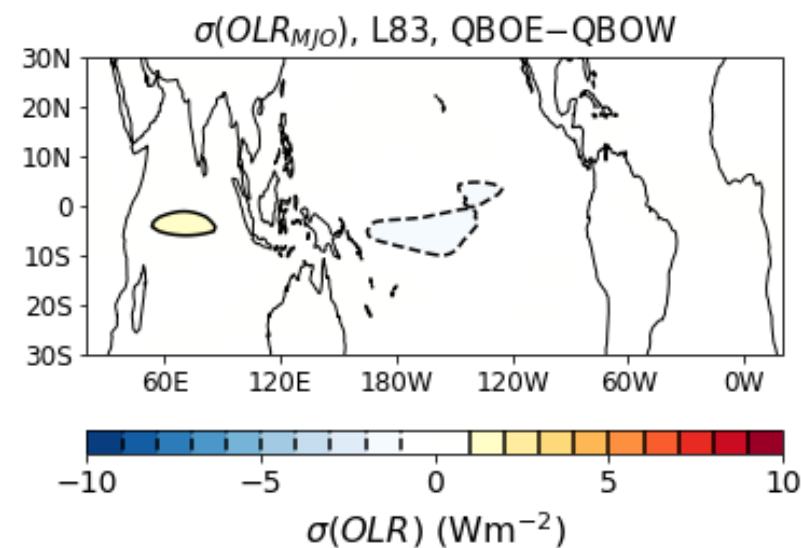 σ(OLR_MJO), L83, QBOE−QBOW
30N
20N
10N
0
10S
20S
30S
60E 120E 180W 120W 60W 0W
−10 −5 0 5 10
σ(OLR) (Wm⁻²)